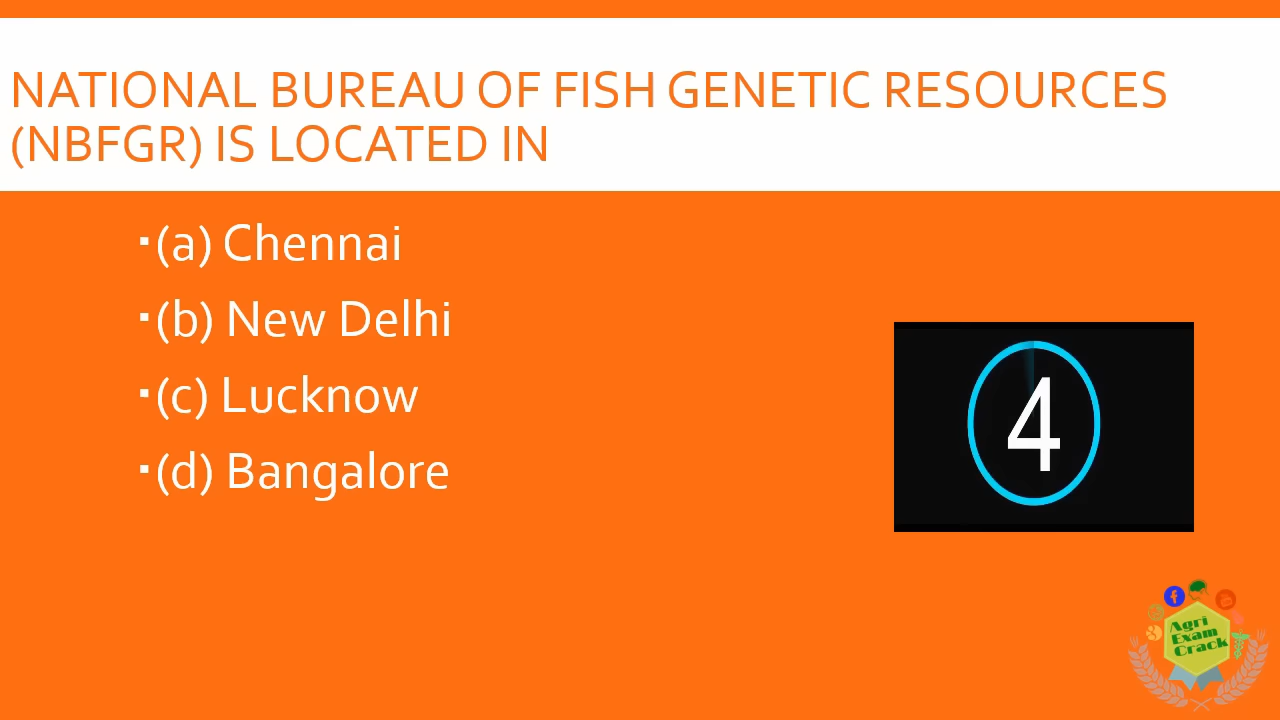 NATIONAL BUREAU OF FISH GENETIC RESOURCES
(NBFGR) IS LOCATED IN
▪(a) Chennai
▪(b) New Delhi
▪(c) Lucknow
▪(d) Bangalore
4
Agri
Exam
Crack